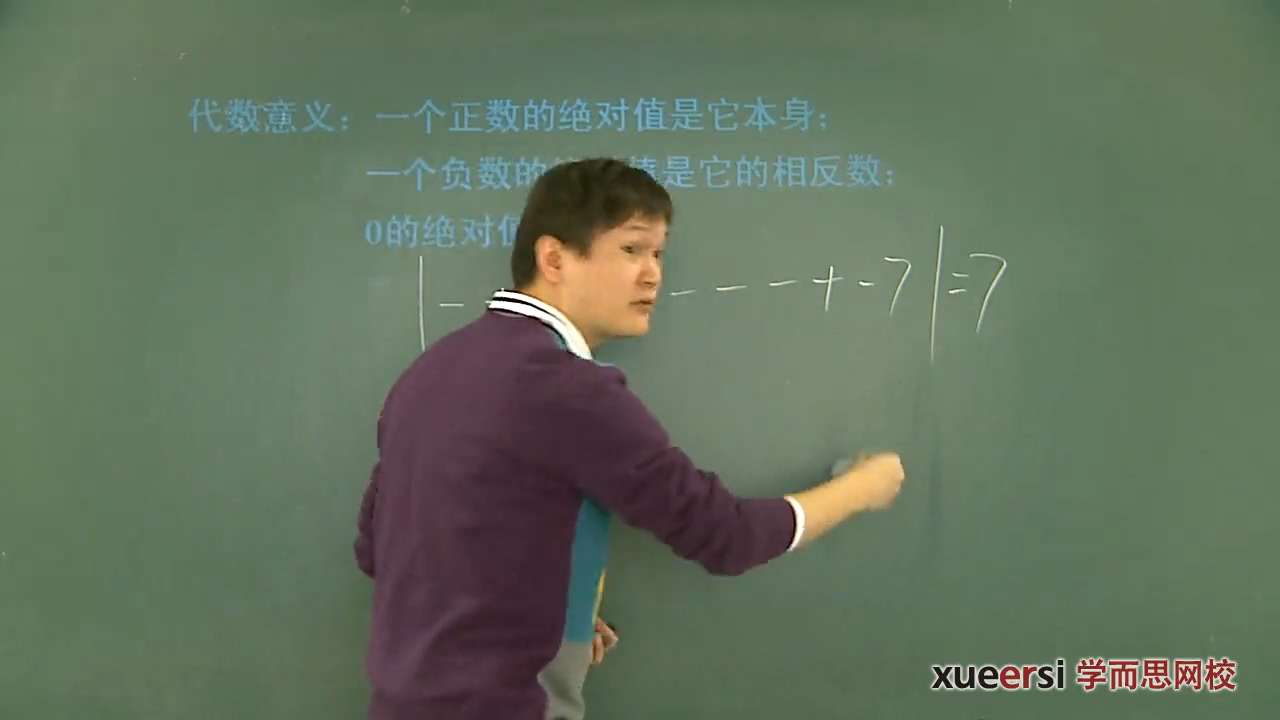 代数意义：一个正数的绝对值是它本身；
一个负数的 值是它的相反数；
0的绝对值
|- - - - - + -7|=7
xueersi 学而思网校